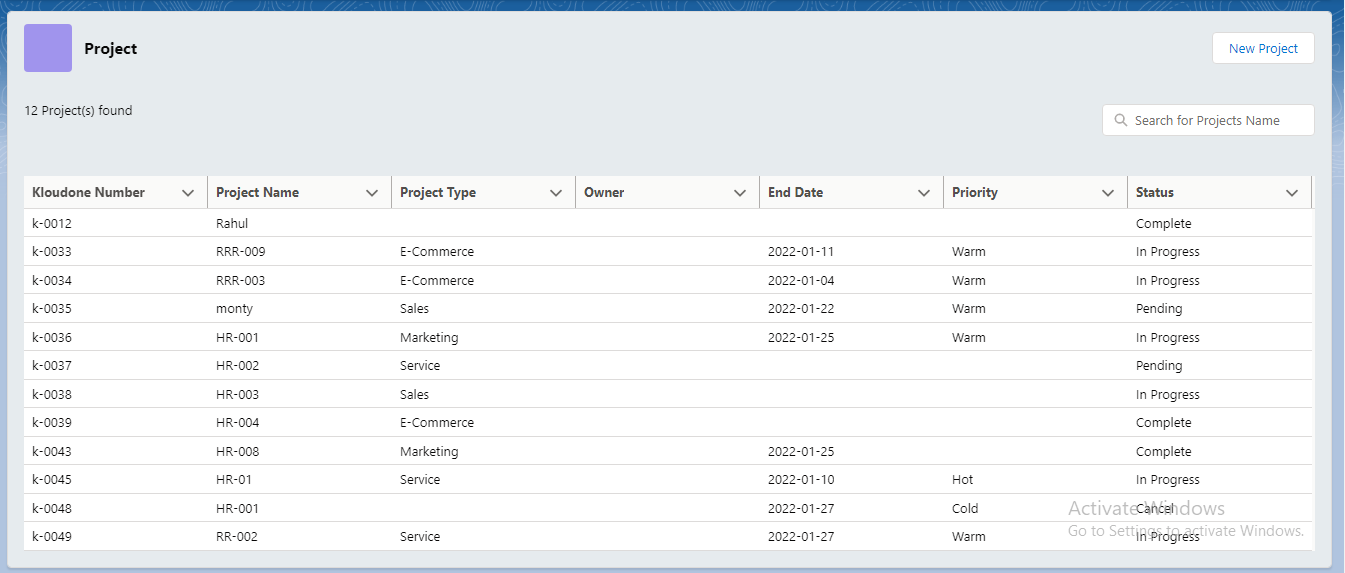 Project
New Project
12 Project(s) found
Search for Projects Name
Kloudone Number Project Name Project Type Owner End Date Priority Status
k-0012 Rahul Complete
k-0033 RRR-009 E-Commerce 2022-01-11 Warm In Progress
k-0034 RRR-003 E-Commerce 2022-01-04 Warm In Progress
k-0035 monty Sales 2022-01-22 Warm Pending
k-0036 HR-001 Marketing 2022-01-25 Warm In Progress
k-0037 HR-002 Service Pending
k-0038 HR-003 Sales In Progress
k-0039 HR-004 E-Commerce Complete
k-0043 HR-008 Marketing 2022-01-25 Complete
k-0045 HR-01 Service 2022-01-10 Hot In Progress
k-0048 HR-001 2022-01-27 Cold Cancel
k-0049 RR-002 Service 2022-01-27 Warm In Progress
Activate Windows
Go to Settings to activate Windows.